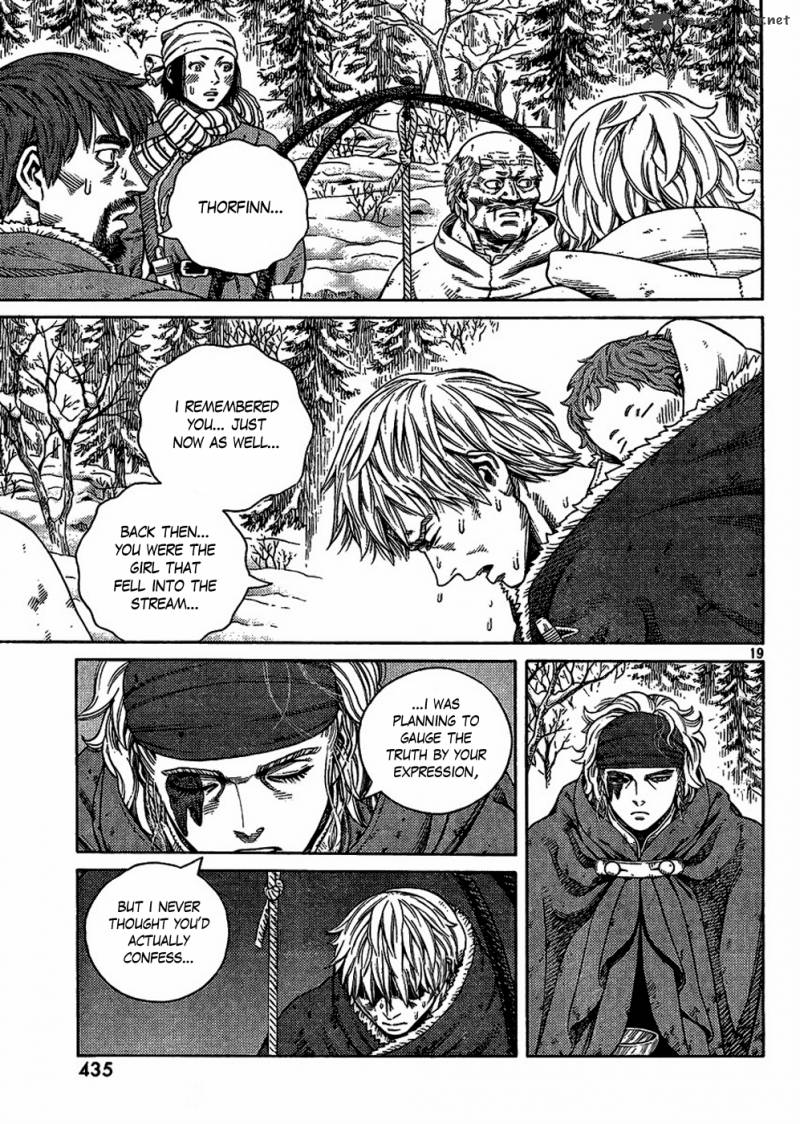 THORFINN...
I REMEMBERED
YOU... JUST
NOW AS WELL...
BACK THEN...
YOU WERE THE
GIRL THAT
FELL INTO THE
STREAM...
19
...I WAS
PLANNING TO
GAUGE THE
TRUTH BY YOUR
EXPRESSION,
BUT I NEVER
THOUGHT YOU'D
ACTUALLY
CONFESS...
435